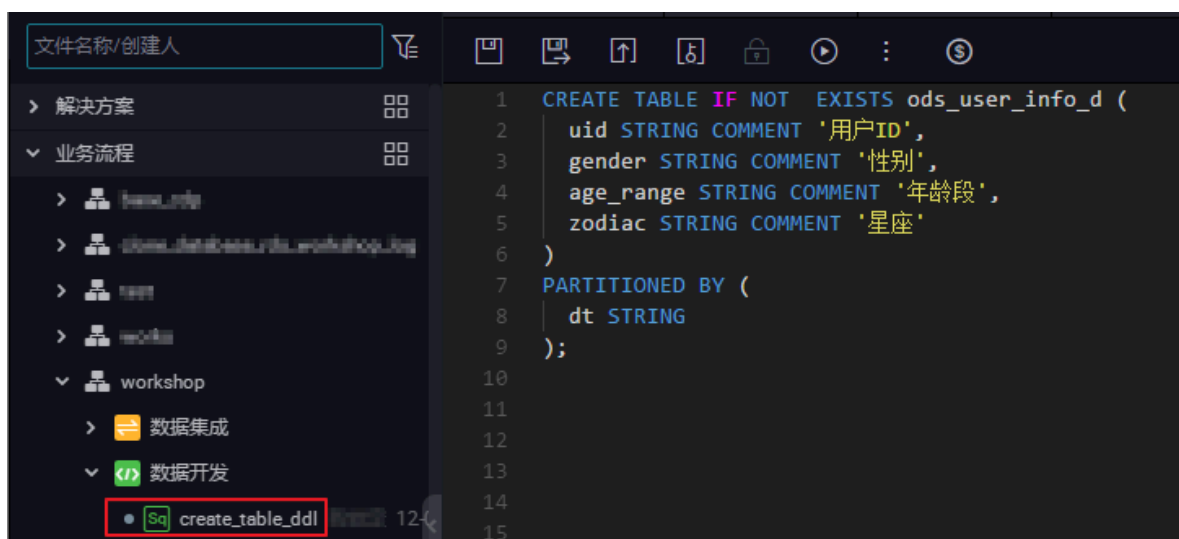 文件名称/创建人
解决方案
业务流程
workshop
数据集成
数据开发
Sq create_table_ddl 12-(
1 CREATE TABLE IF NOT  EXISTS ods_user_info_d (
2 uid STRING COMMENT '用户ID',
3 gender STRING COMMENT '性别',
4 age_range STRING COMMENT '年龄段',
5 zodiac STRING COMMENT '星座'
6 )
7 PARTITIONED BY (
8 dt STRING
9 );
10
11
12
13
14
15